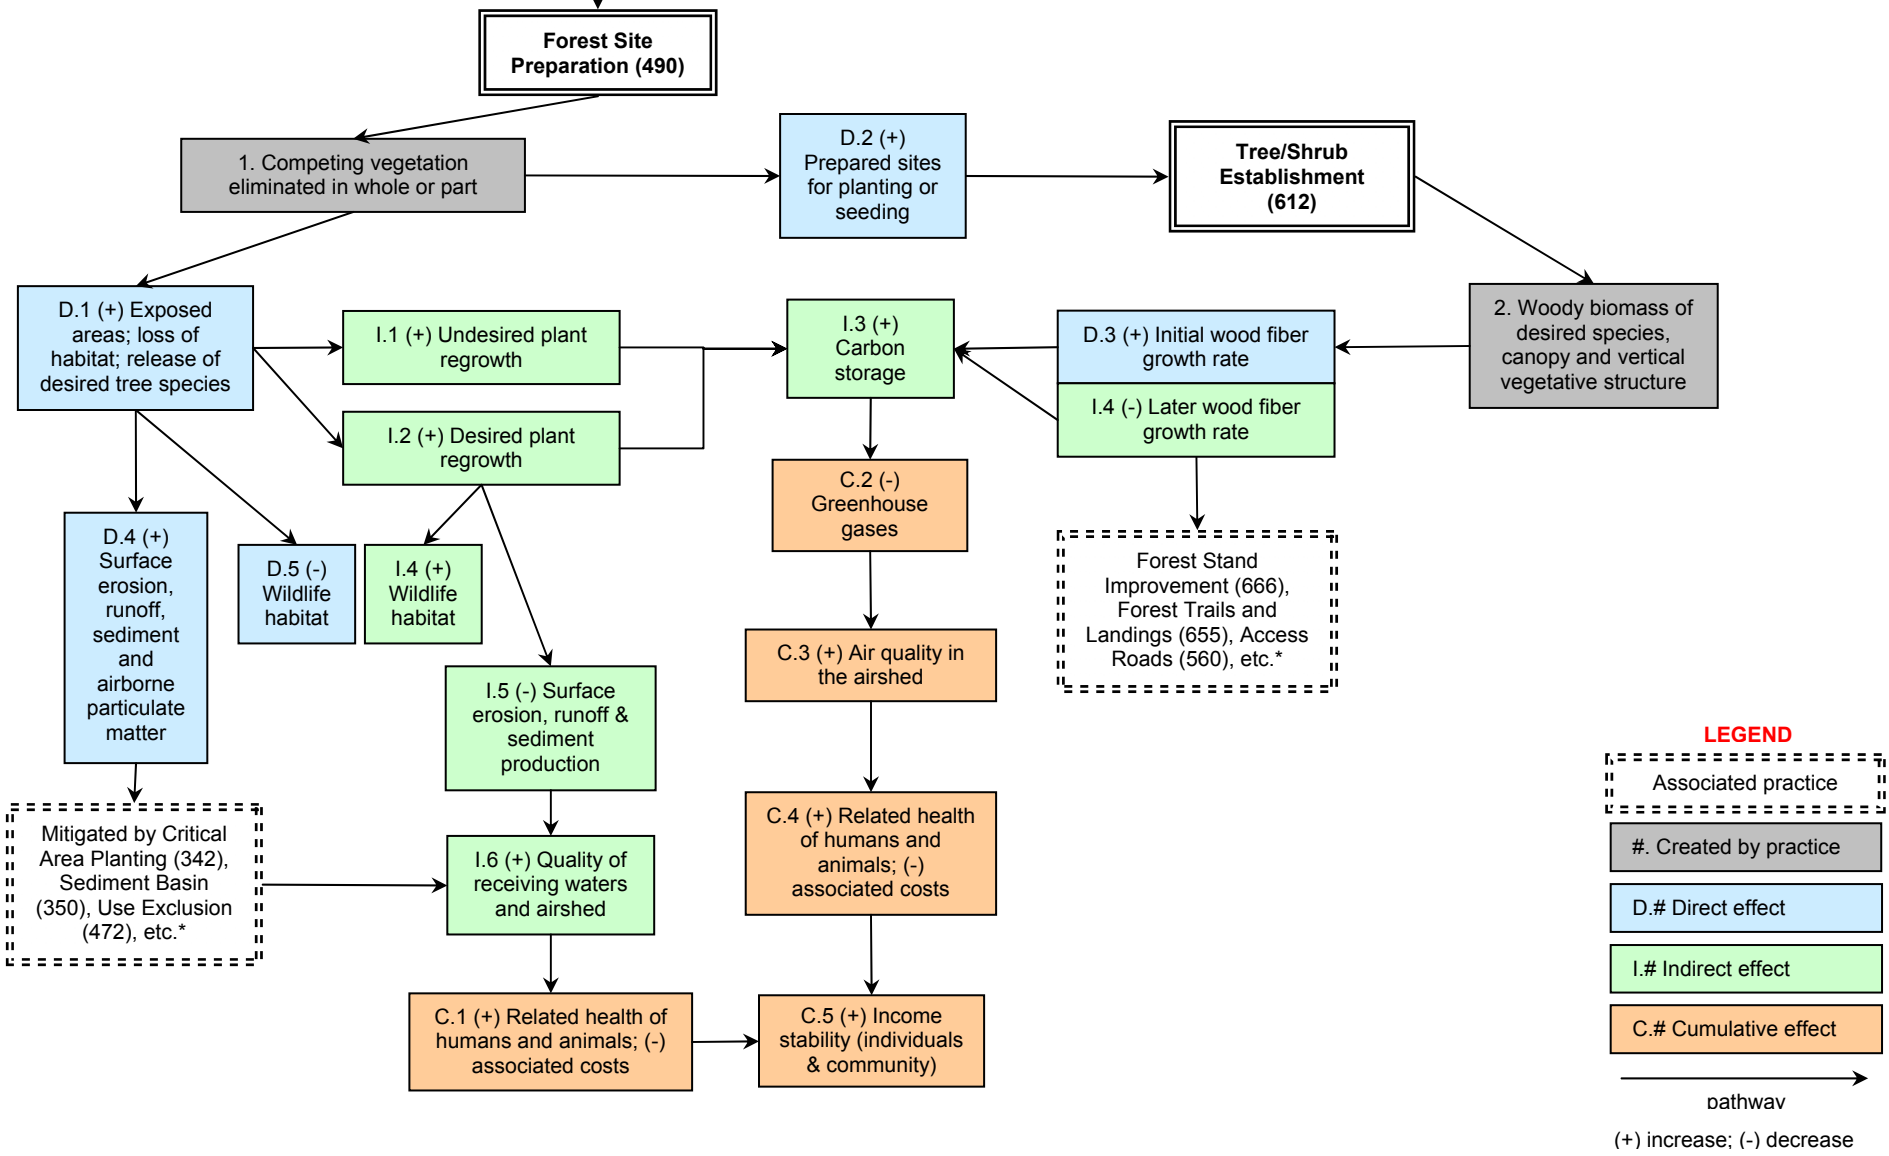 Forest Site
Preparation (490)
1. Competing vegetation
eliminated in whole or part
D.2 (+)
Prepared sites
for planting or
seeding
Tree/Shrub
Establishment
(612)
D.1 (+) Exposed
areas; loss of
habitat; release of
desired tree species
I.1 (+) Undesired plant
regrowth
I.2 (+) Desired plant
regrowth
I.3 (+)
Carbon
storage
D.3 (+) Initial wood fiber
growth rate
I.4 (-) Later wood fiber
growth rate
2. Woody biomass of
desired species,
canopy and vertical
vegetative structure
D.4 (+)
Surface
erosion,
runoff,
sediment
and
airborne
particulate
matter
D.5 (-)
Wildlife
habitat
I.4 (+)
Wildlife
habitat
C.2 (-)
Greenhouse
gases
Forest Stand
Improvement (666),
Forest Trails and
Landings (655), Access
Roads (560), etc.*
C.3 (+) Air quality in
the airshed
I.5 (-) Surface
erosion, runoff &
sediment
production
Mitigated by Critical
Area Planting (342),
Sediment Basin
(350), Use Exclusion
(472), etc.*
I.6 (+) Quality of
receiving waters
and airshed
C.4 (+) Related health
of humans and
animals; (-)
associated costs
C.1 (+) Related health of
humans and animals; (-)
associated costs
C.5 (+) Income
stability (individuals
& community)
LEGEND
Associated practice
#. Created by practice
D.# Direct effect
I.# Indirect effect
C.# Cumulative effect
pathway
(+) increase; (-) decrease